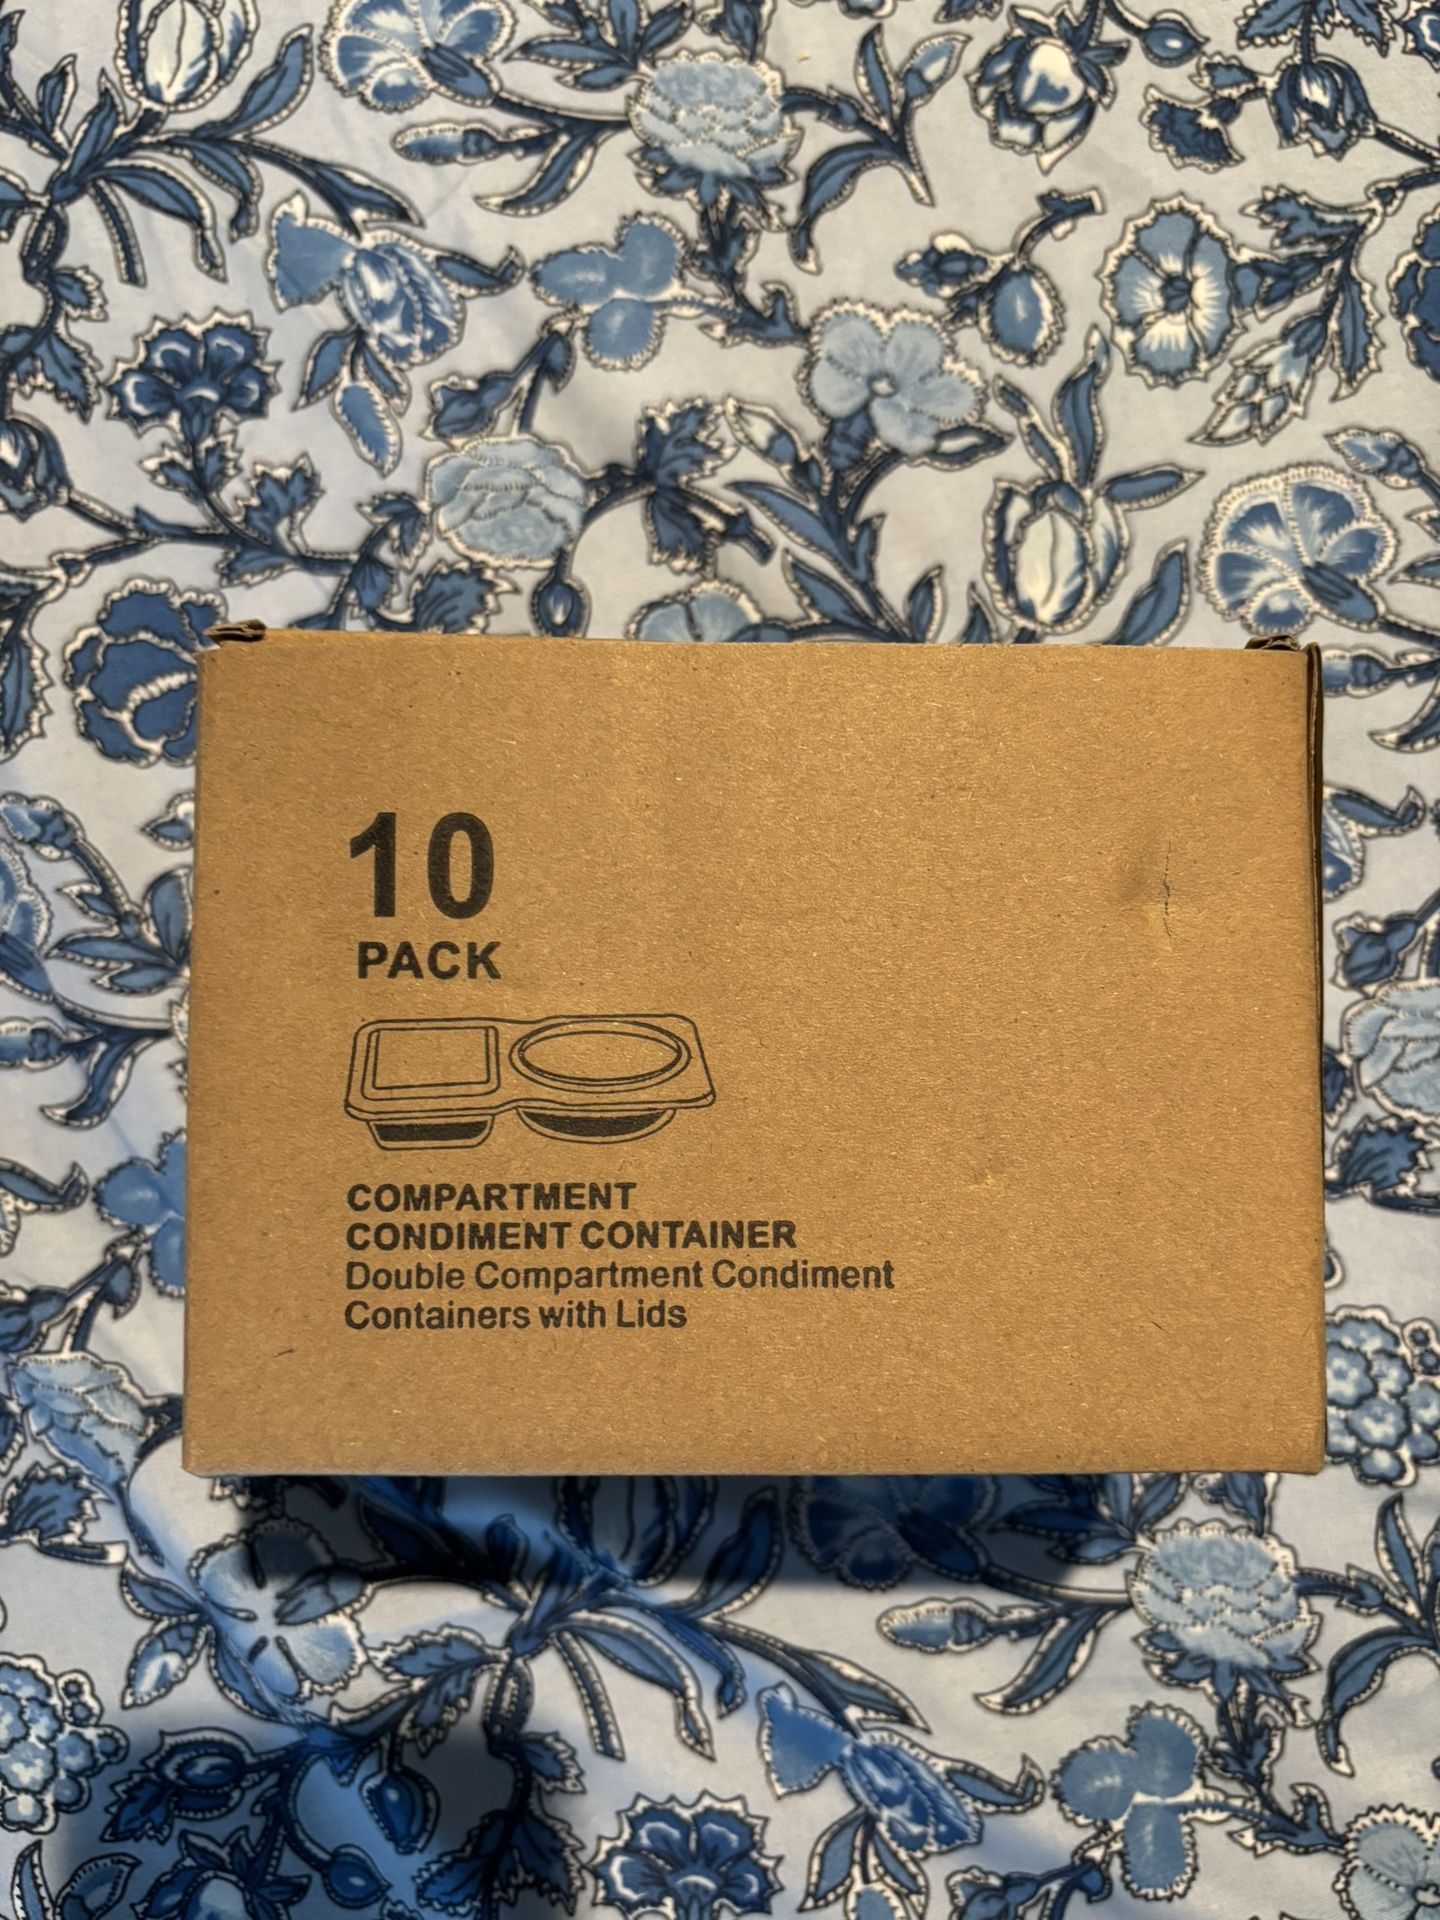 10
PACK
COMPARTMENT
CONDIMENT CONTAINER
Double Compartment Condiment
Containers with Lids